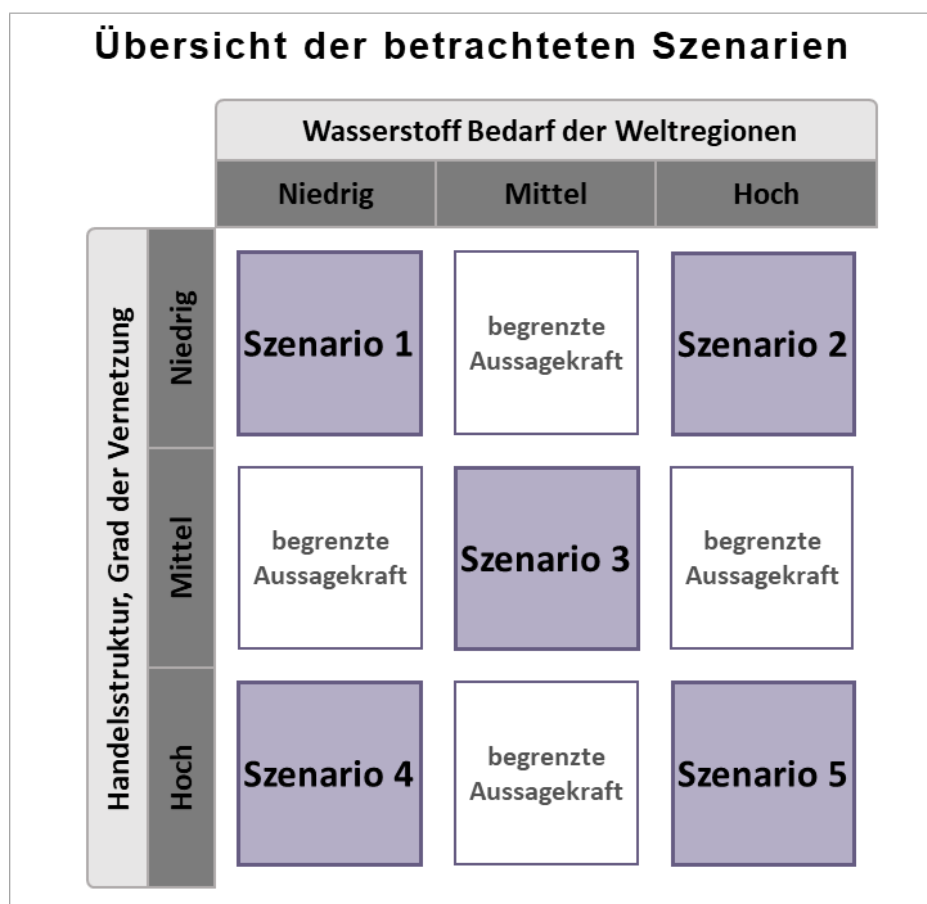 Übersicht der betrachteten Szenarien
Wasserstoff Bedarf der Weltregionen
Niedrig
Mittel
Hoch
Handelsstruktur, Grad der Vernetzung
Niedrig
Szenario 1
begrenzte
Aussagekraft
Szenario 2
Mittel
begrenzte
Aussagekraft
Szenario 3
begrenzte
Aussagekraft
Hoch
Szenario 4
begrenzte
Aussagekraft
Szenario 5